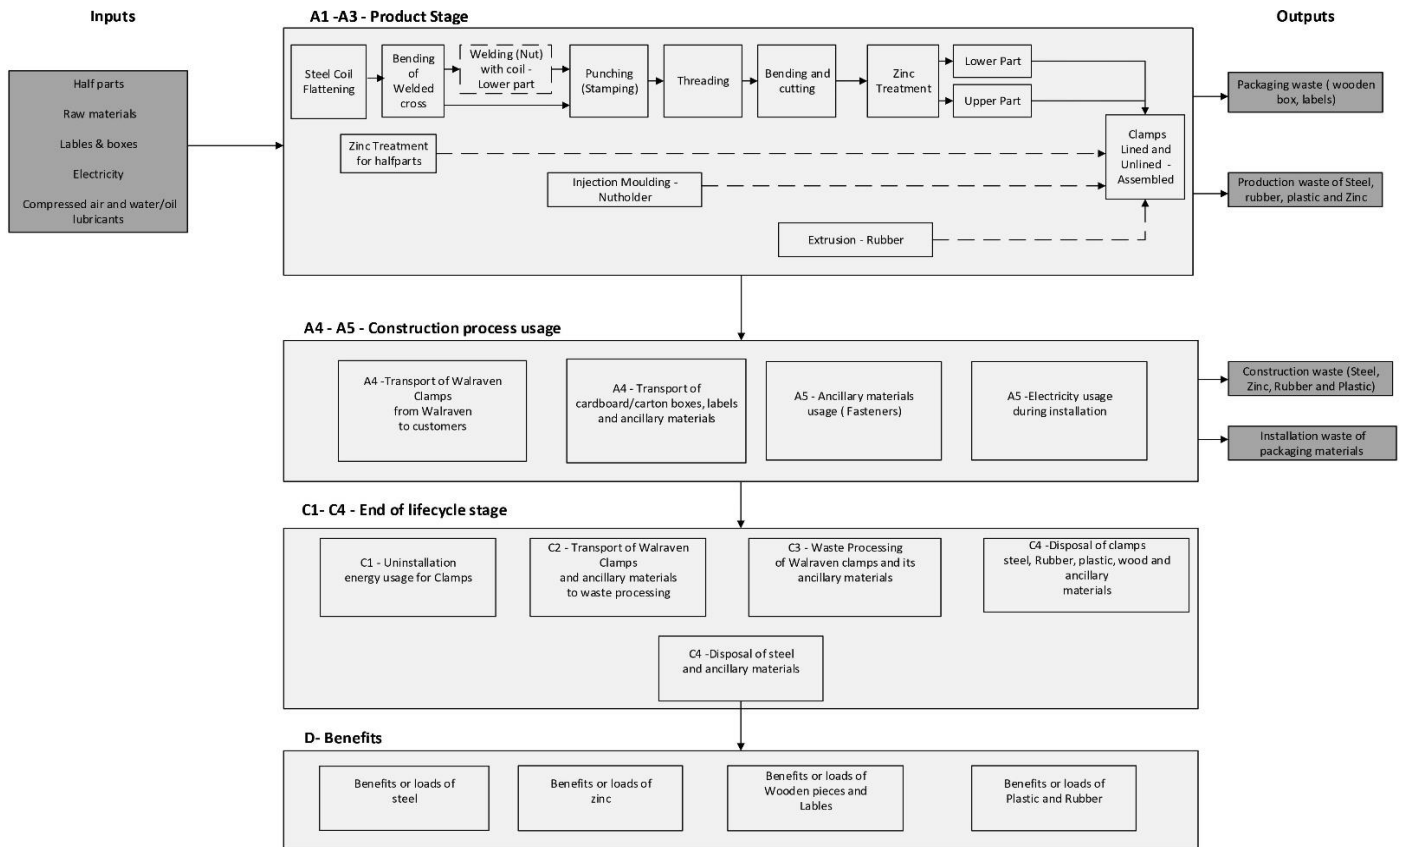 Inputs
A1 -A3 - Product Stage
Outputs
Half parts
Raw materials
Lables & boxes
Electricity
Compressed air and water/oil
lubricants
Steel Coil
Flattening
Bending
of
Welded
cross
Welding (Nut)
with coil -
Lower part
Punching
(Stamping)
Threading
Bending and
cutting
Zinc
Treatment
Lower Part
Upper Part
Zinc Treatment
for halfparts
Injection Moulding -
Nutholder
Extrusion - Rubber
Clamps
Lined and
Unlined -
Assembled
Packaging waste ( wooden
box, labels)
Production waste of Steel,
rubber, plastic and Zinc
A4 - A5 - Construction process usage
A4 -Transport of Walraven
Clamps
from Walraven
to customers
A4 - Transport of
cardboard/carton boxes, labels
and ancillary materials
A5 - Ancillary materials
usage ( Fasteners)
A5 -Electricity usage
during installation
Construction waste (Steel,
Zinc, Rubber and Plastic)
Installation waste of
packaging materials
C1- C4 - End of lifecycle stage
C1 - Uninstallation
energy usage for Clamps
C2 - Transport of Walraven
Clamps
and ancillary materials
to waste processing
C3 - Waste Processing
of Walraven clamps and its
ancillary materials
C4 -Disposal of clamps
steel, Rubber, plastic, wood and
ancillary
materials
C4 -Disposal of steel
and ancillary materials
D- Benefits
Benefits or loads of
steel
Benefits or loads of
zinc
Benefits or loads of
Wooden pieces and
Lables
Benefits or loads of
Plastic and Rubber